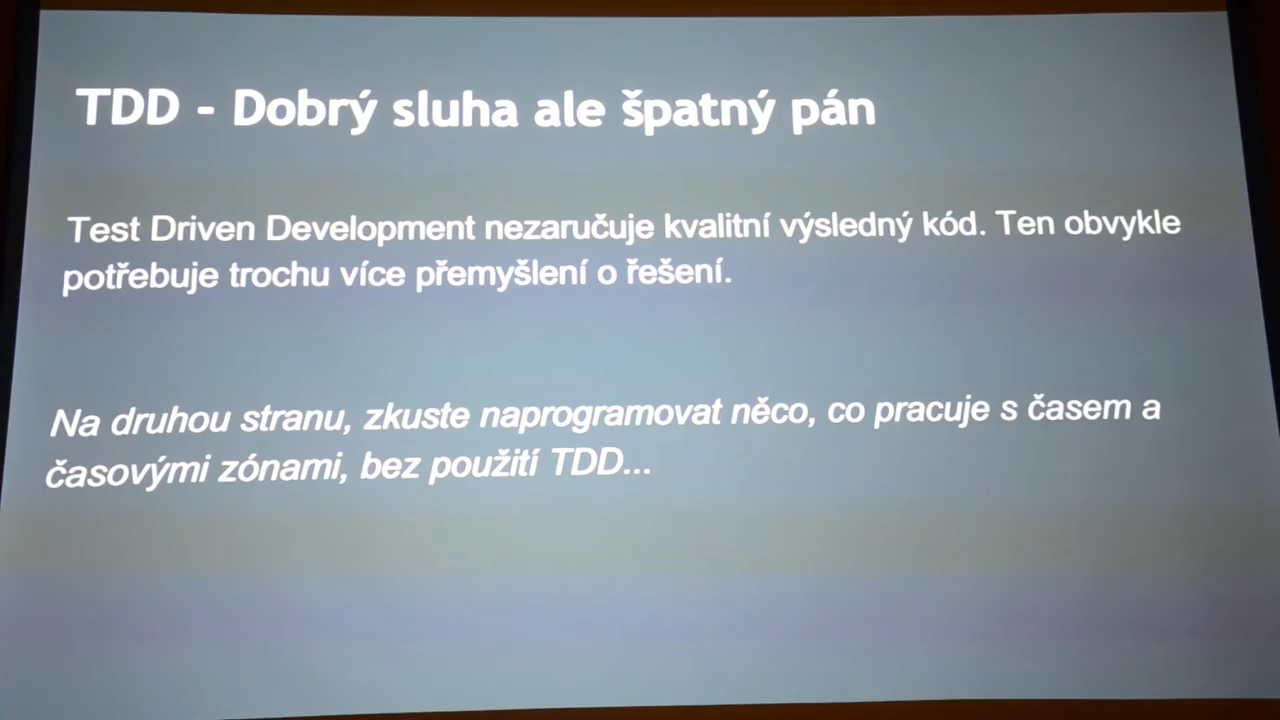 TDD - Dobrý sluha ale špatný pán
Test Driven Development nezaručuje kvalitní výsledný kód. Ten obvykle
potřebuje trochu více přemyšlení o řešení.
Na druhou stranu, zkuste naprogramovat něco, co pracuje s časem a
časovými zónami, bez použití TDD...